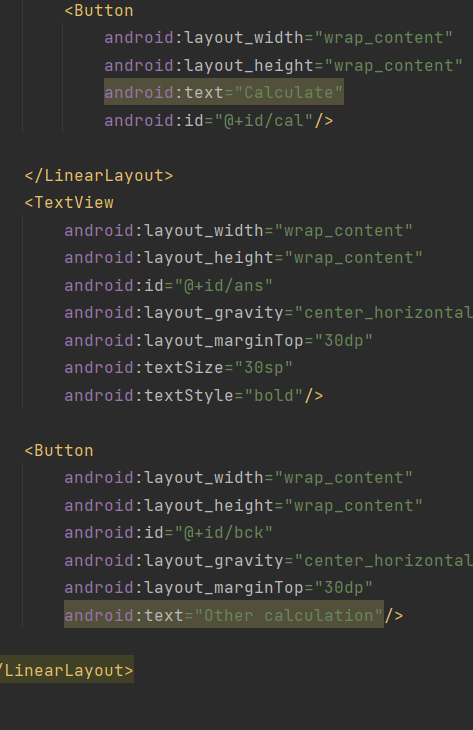 <Button
android:layout_width="wrap_content"
android:layout_height="wrap_content"
android:text="Calculate"
android:id="@+id/cal"/>
</LinearLayout>
<TextView
android:layout_width="wrap_content"
android:layout_height="wrap_content"
android:id="@+id/ans"
android:layout_gravity="center_horizontal
android:layout_marginTop="30dp"
android:textSize="30sp"
android:textStyle="bold"/>
<Button
android:layout_width="wrap_content"
android:layout_height="wrap_content"
android:id="@+id/bck"
android:layout_gravity="center_horizontal
android:layout_marginTop="30dp"
android:text="Other calculation"/>
/LinearLayout>